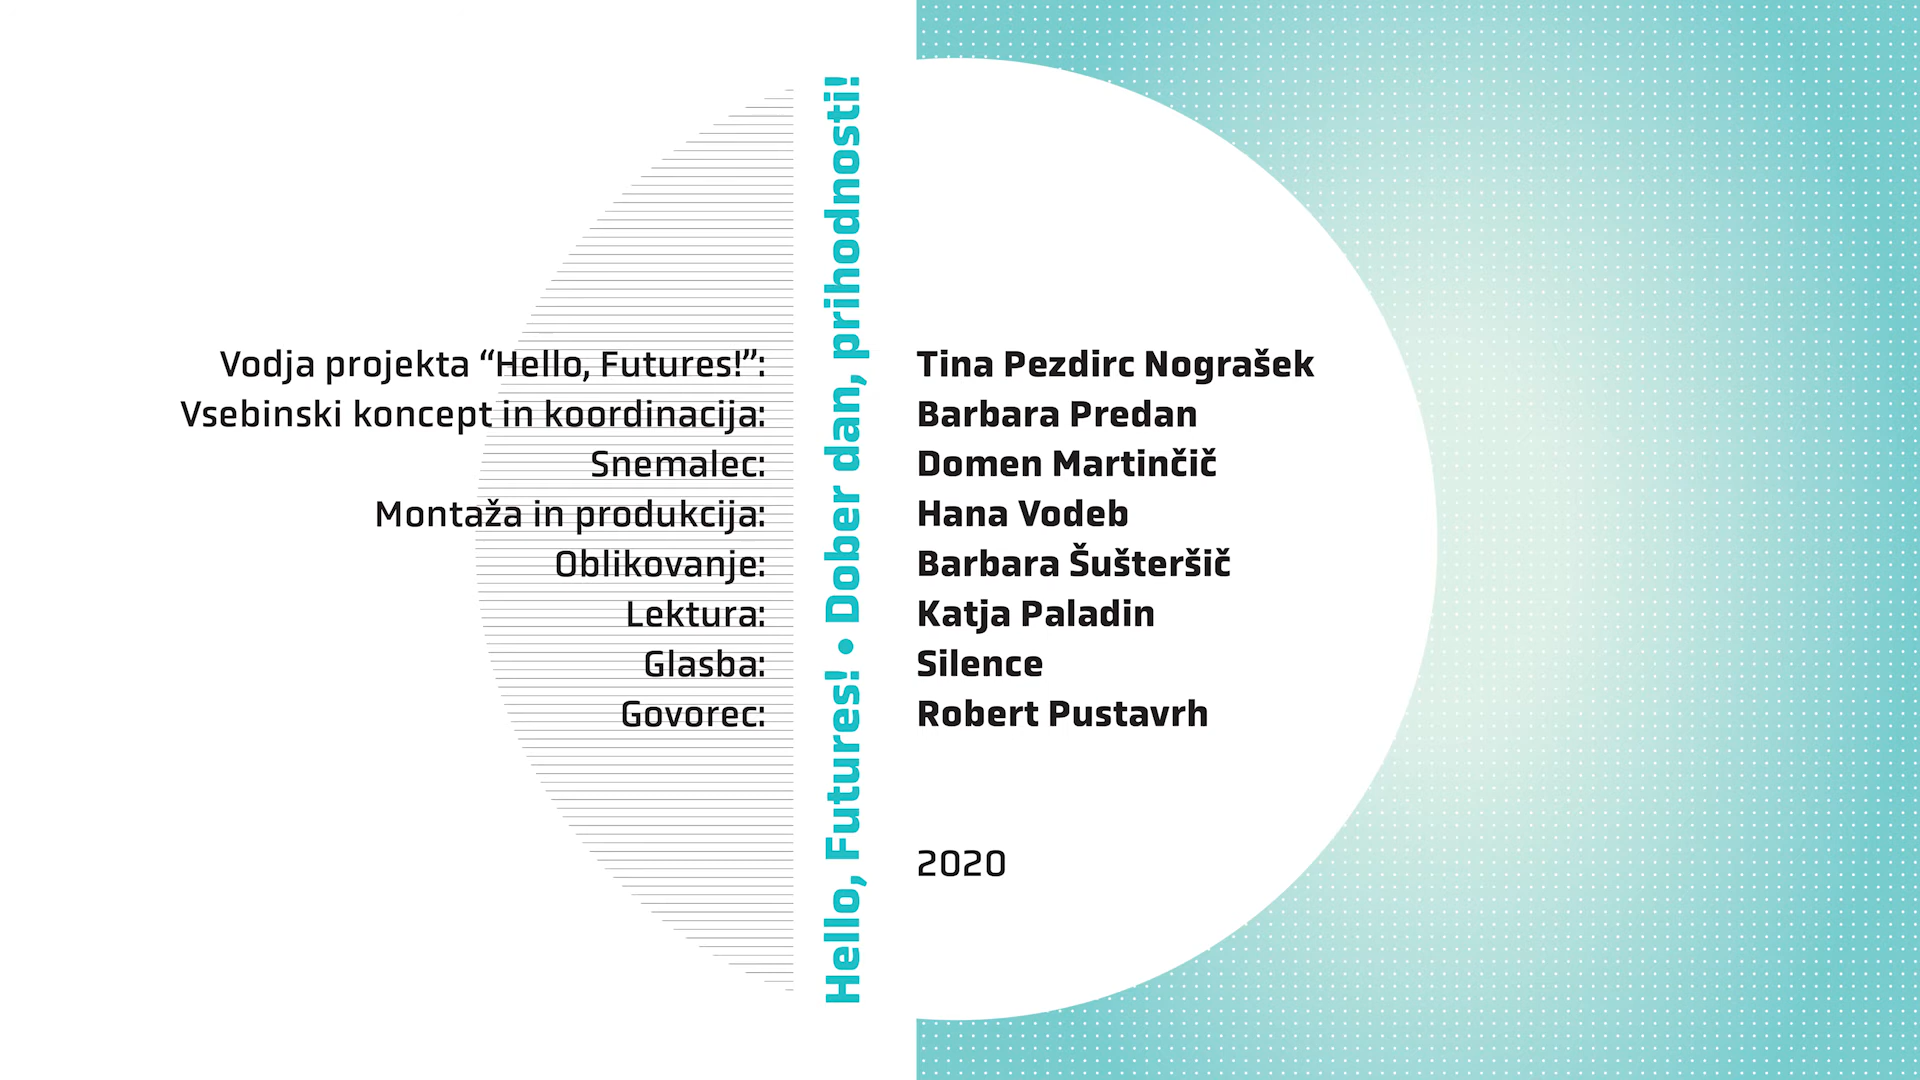 Hello, Futures! • Dober dan, prihodnosti!
Vodja projekta “Hello, Futures!”: Tina Pezdirc Nograšek
Vsebinski koncept in koordinacija: Barbara Predan
Snemalec: Domen Martinčič
Montaža in produkcija: Hana Vodeb
Oblikovanje: Barbara Šušteršič
Lektura: Katja Paladin
Glasba: Silence
Govorec: Robert Pustavrh
2020